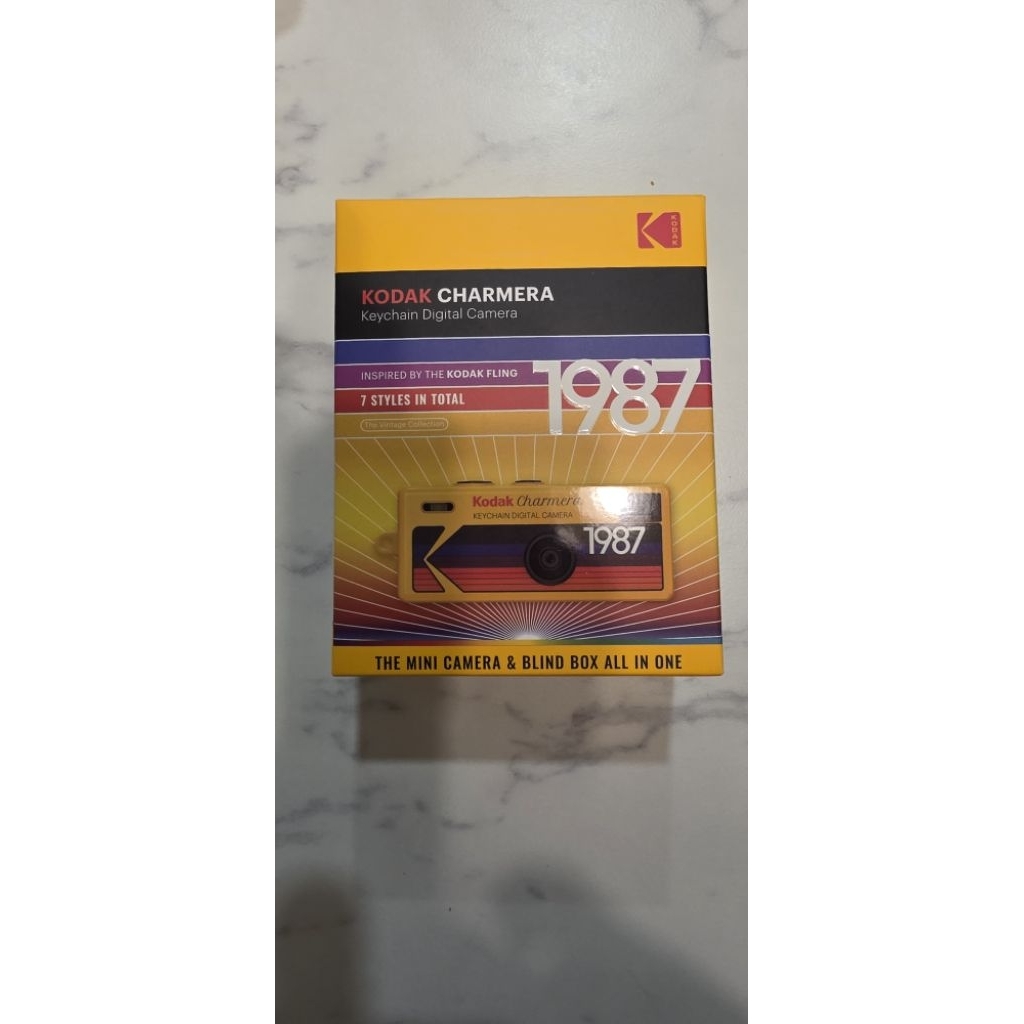 KODAK
KODAK CHARMERA
Keychain Digital Camera
INSPIRED BY THE KODAK FLING
1987
7 STYLES IN TOTAL
The Vintage Collection
Kodak Charmera
KEYCHAIN DIGITAL CAMERA
1987
THE MINI CAMERA & BLIND BOX ALL IN ONE